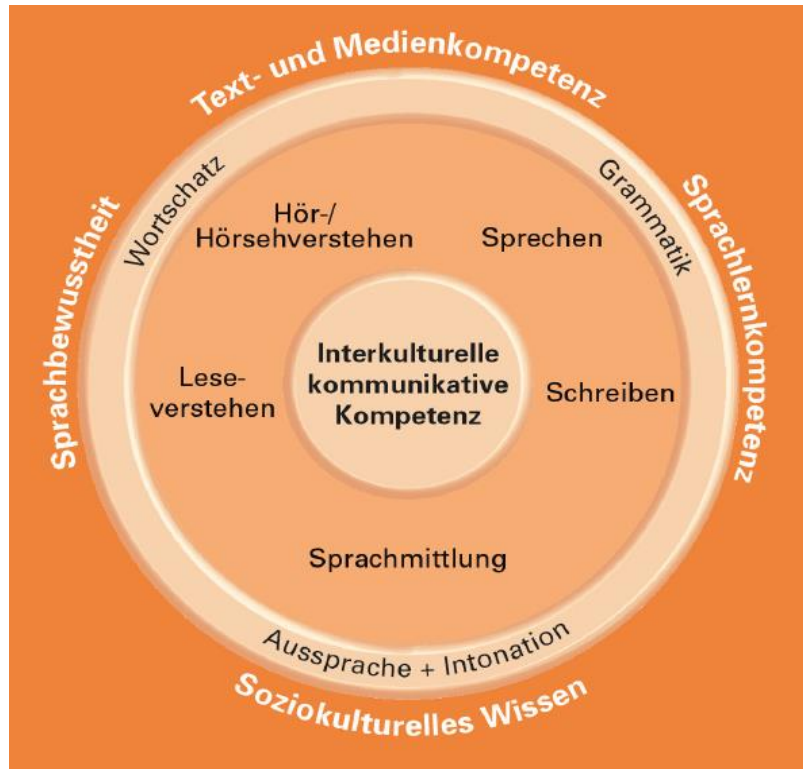 Text- und Medienkompetenz
Sprachbewusstheit
Sprachlernkompetenz
Wortschatz
Grammatik
Hör-/
Hörsehverstehen
Sprechen
Interkulturelle
kommunikative
Kompetenz
Lese-
verstehen
Schreiben
Sprachmittlung
Aussprache + Intonation
Soziokulturelles Wissen